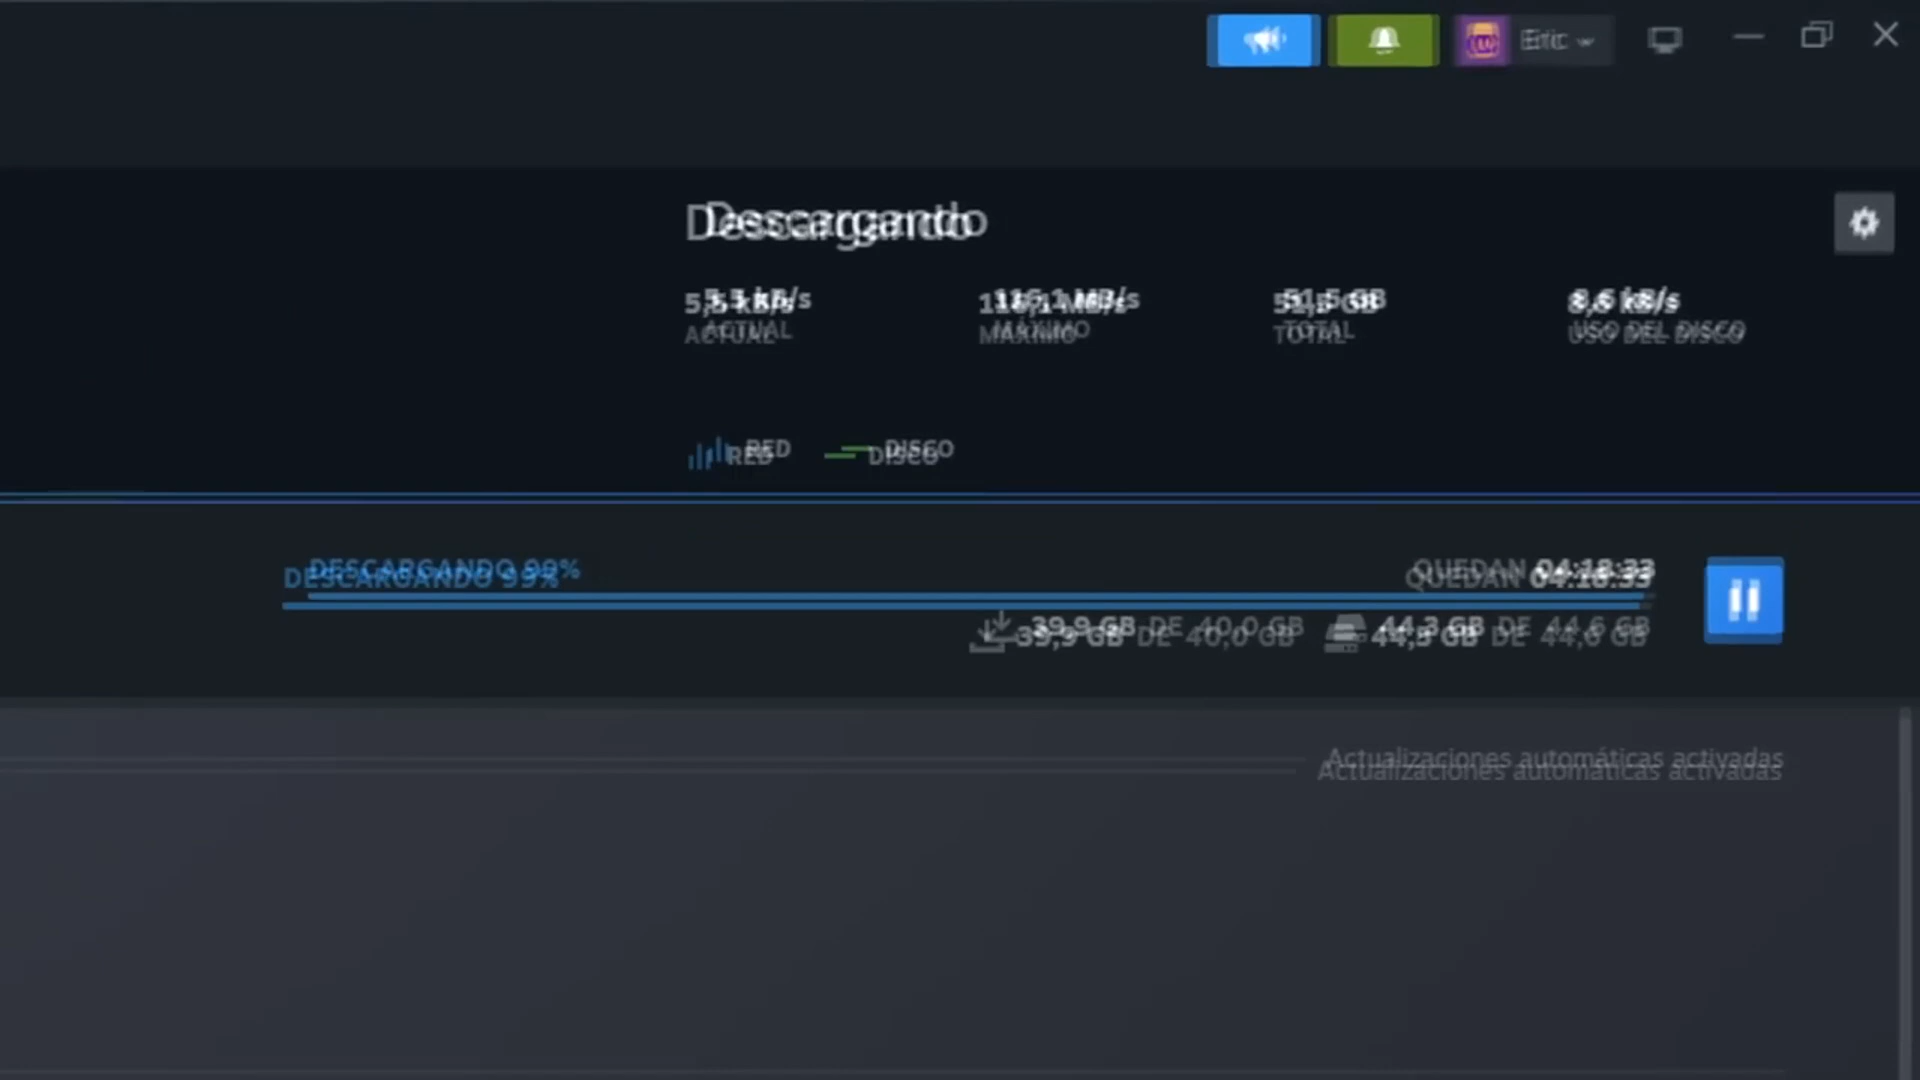 Eric
Descargando
5,5 kB/s 116,1 MB/s 51,5 GB 8,6 kB/s
ACTUAL MÁXIMO TOTAL USO DEL DISCO
RED DISCO
DESCARGANDO 99% QUEDAN 04:18:33
39,9 GB DE 40,0 GB 44,3 GB DE 44,6 GB
Actualizaciones automáticas activadas